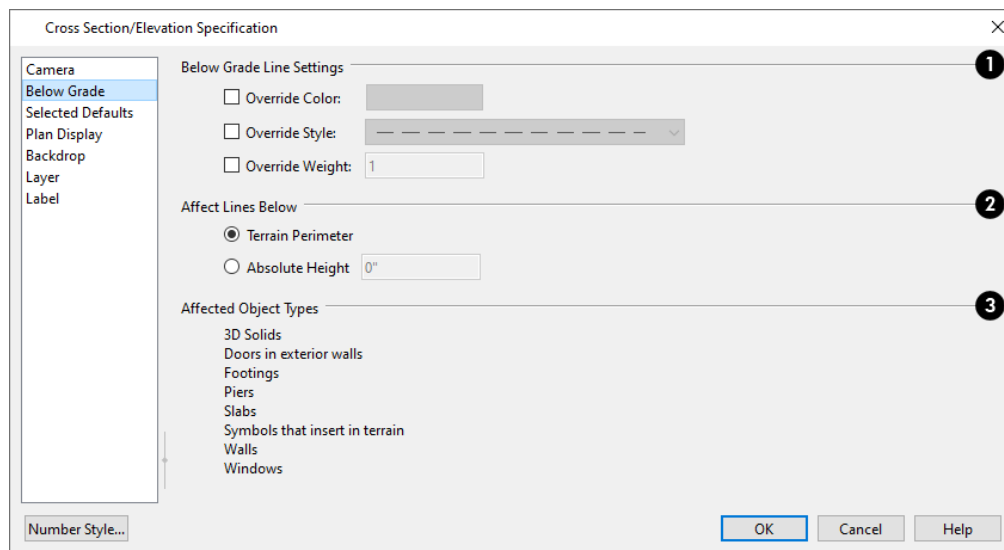 Cross Section/Elevation Specification
Camera
Below Grade
Selected Defaults
Plan Display
Backdrop
Layer
Label
Below Grade Line Settings
1
Override Color:
Override Style:
Override Weight:
1
Affect Lines Below
2
Terrain Perimeter
Absolute Height
0"
Affected Object Types
3
3D Solids
Doors in exterior walls
Footings
Piers
Slabs
Symbols that insert in terrain
Walls
Windows
Number Style...
OK
Cancel
Help